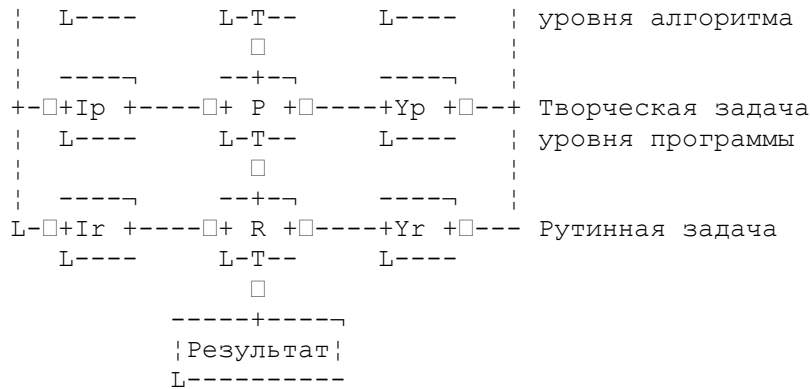 ¦ L---- L-T-- L---- ¦ уровня алгоритма
¦ □ ¦
¦ ----¬ --+-¬ ----¬ ¦
+-□+Ip +----□+ P +□----+Yp +□--+ Творческая задача
¦ L---- L-T-- L---- ¦ уровня программы
¦ □ ¦
¦ ----¬ --+-¬ ----¬ ¦
L-□+Ir +----□+ R +□----+Yr +□--- Рутинная задача
L---- L-T-- L----
□
-----+----¬
¦Результат¦
L----------